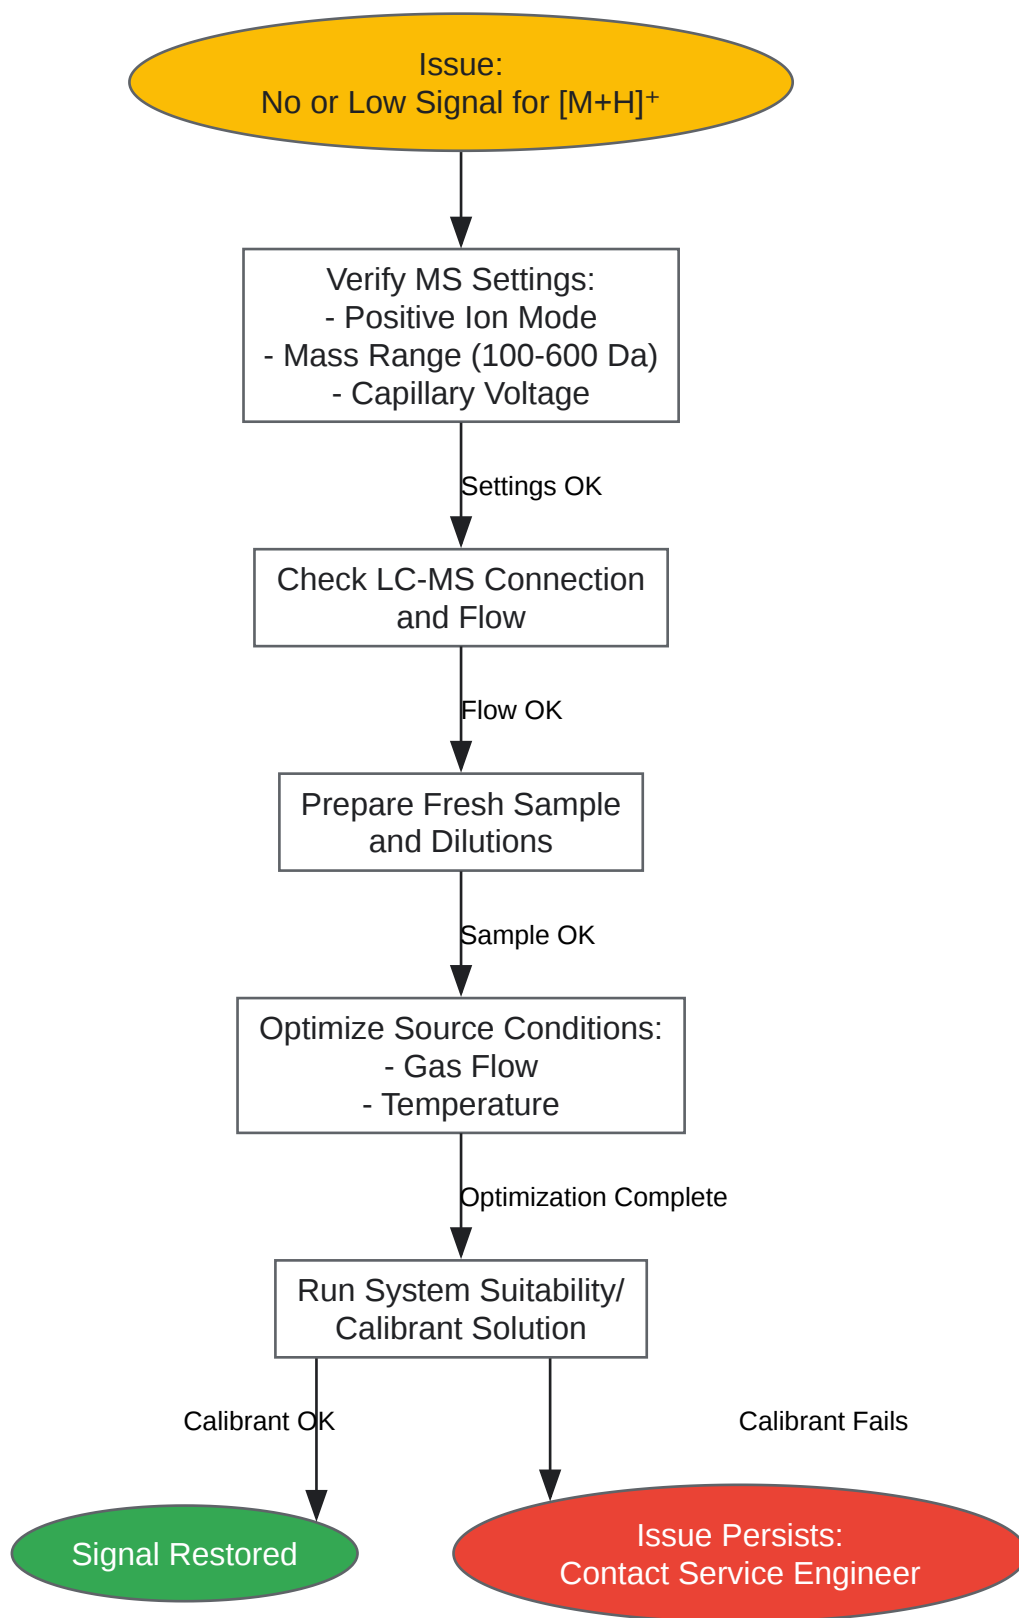 Issue:
No or Low Signal for [M+H]⁺
Verify MS Settings:
- Positive Ion Mode
- Mass Range (100-600 Da)
- Capillary Voltage
Settings OK
Check LC-MS Connection
and Flow
Flow OK
Prepare Fresh Sample
and Dilutions
Sample OK
Optimize Source Conditions:
- Gas Flow
- Temperature
Optimization Complete
Run System Suitability/
Calibrant Solution
Calibrant OK
Calibrant Fails
Signal Restored
Issue Persists:
Contact Service Engineer